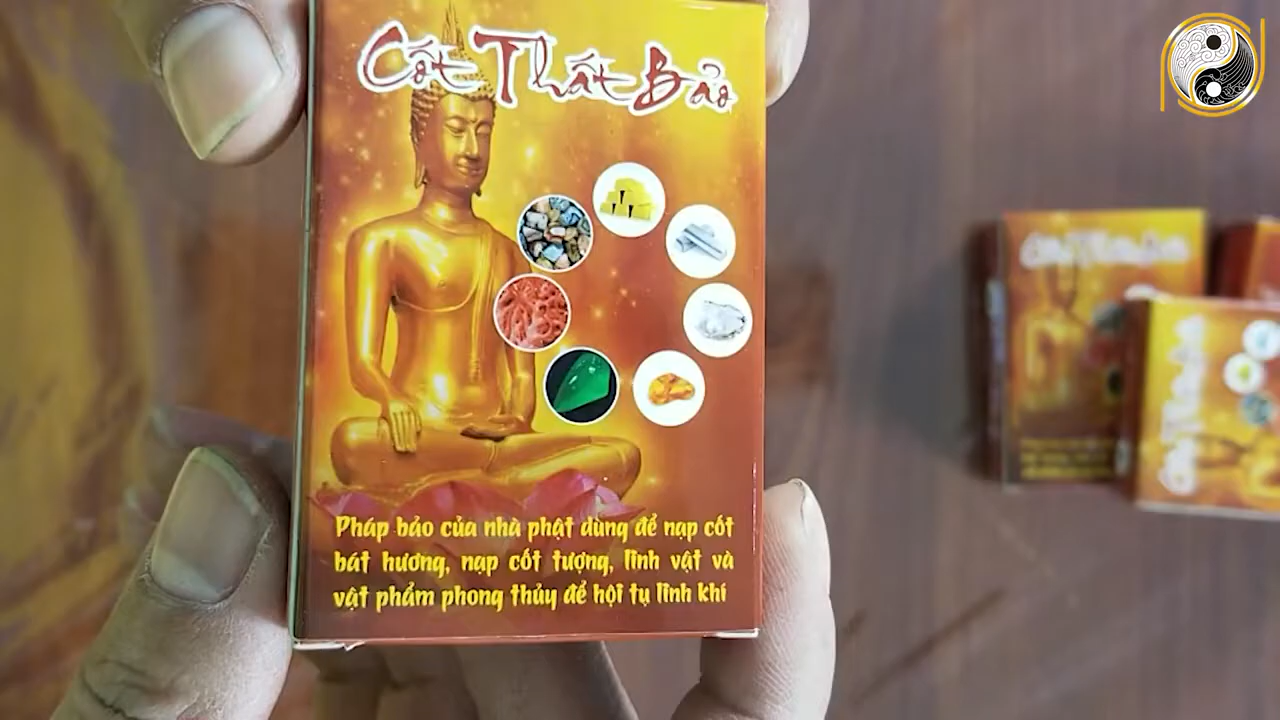 Cốt Thất Bảo
Pháp bảo của nhà phật dùng để nạp cốt
bát hương, nạp cốt tượng, linh vật và
vật phẩm phong thủy để hội tụ linh khí